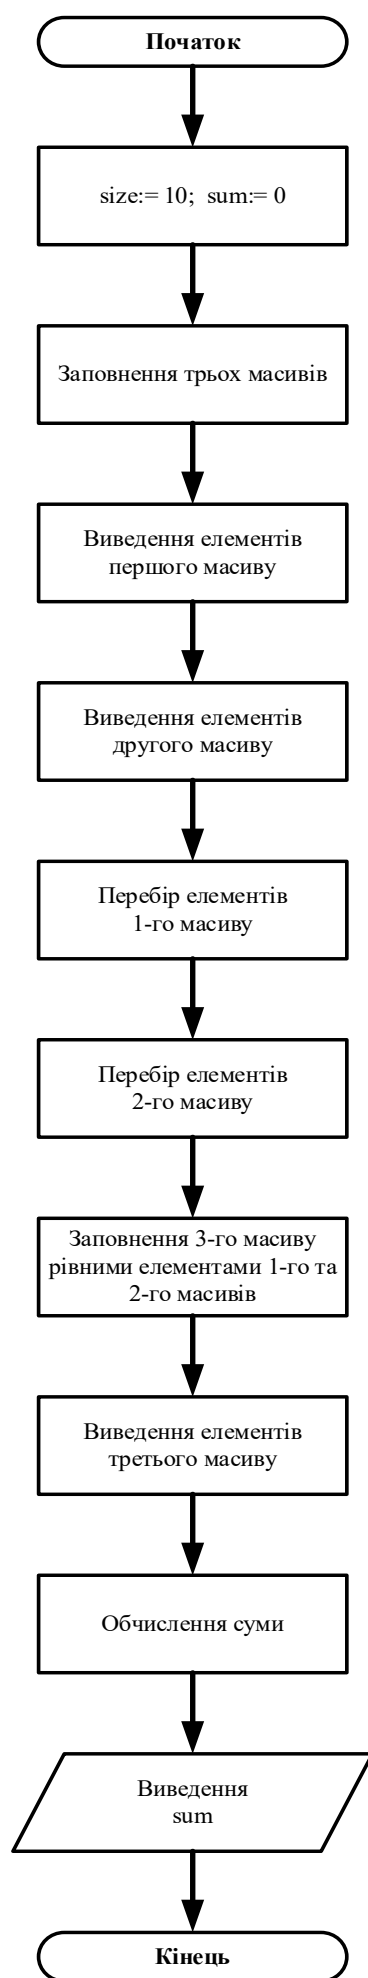 Початок
size:= 10;  sum:= 0
Заповнення трьох масивів
Виведення елементів
першого масиву
Виведення елементів
другого масиву
Перебір елементів
1-го масиву
Перебір елементів
2-го масиву
Заповнення 3-го масиву
рівними елементами 1-го та
2-го масивів
Виведення елементів
третього масиву
Обчислення суми
Виведення
sum
Кінець